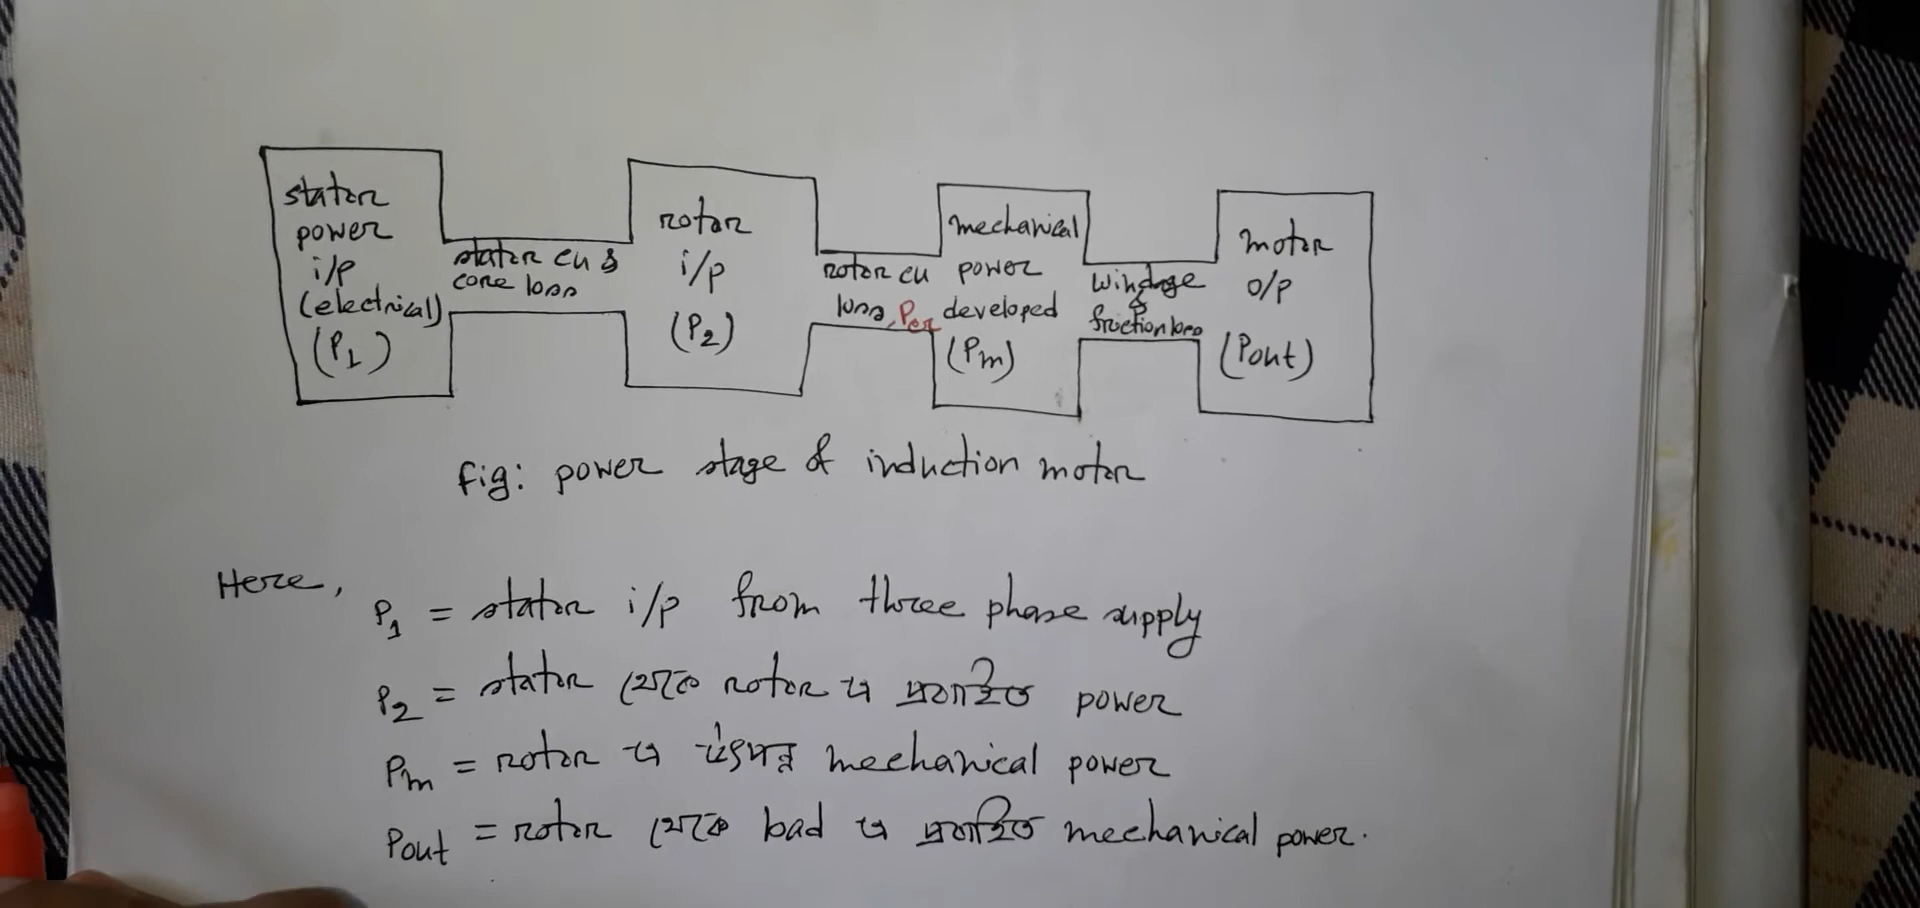 stator
power
i/p
(electrical)
(P1)
stator cu &
core loss
rotor
i/p
(P2)
rotor cu
loss, Pcr
mechanical
power
developed
(Pm)
windage
&
friction loss
motor
o/p
(Pout)
fig: power stage of induction motor
Here,
P1 = stator i/p from three phase supply
P2 = stator থেকে rotor এ প্রবাহিত power
Pm = rotor এ উৎপন্ন mechanical power
Pout = rotor থেকে load এ প্রবাহিত mechanical power.